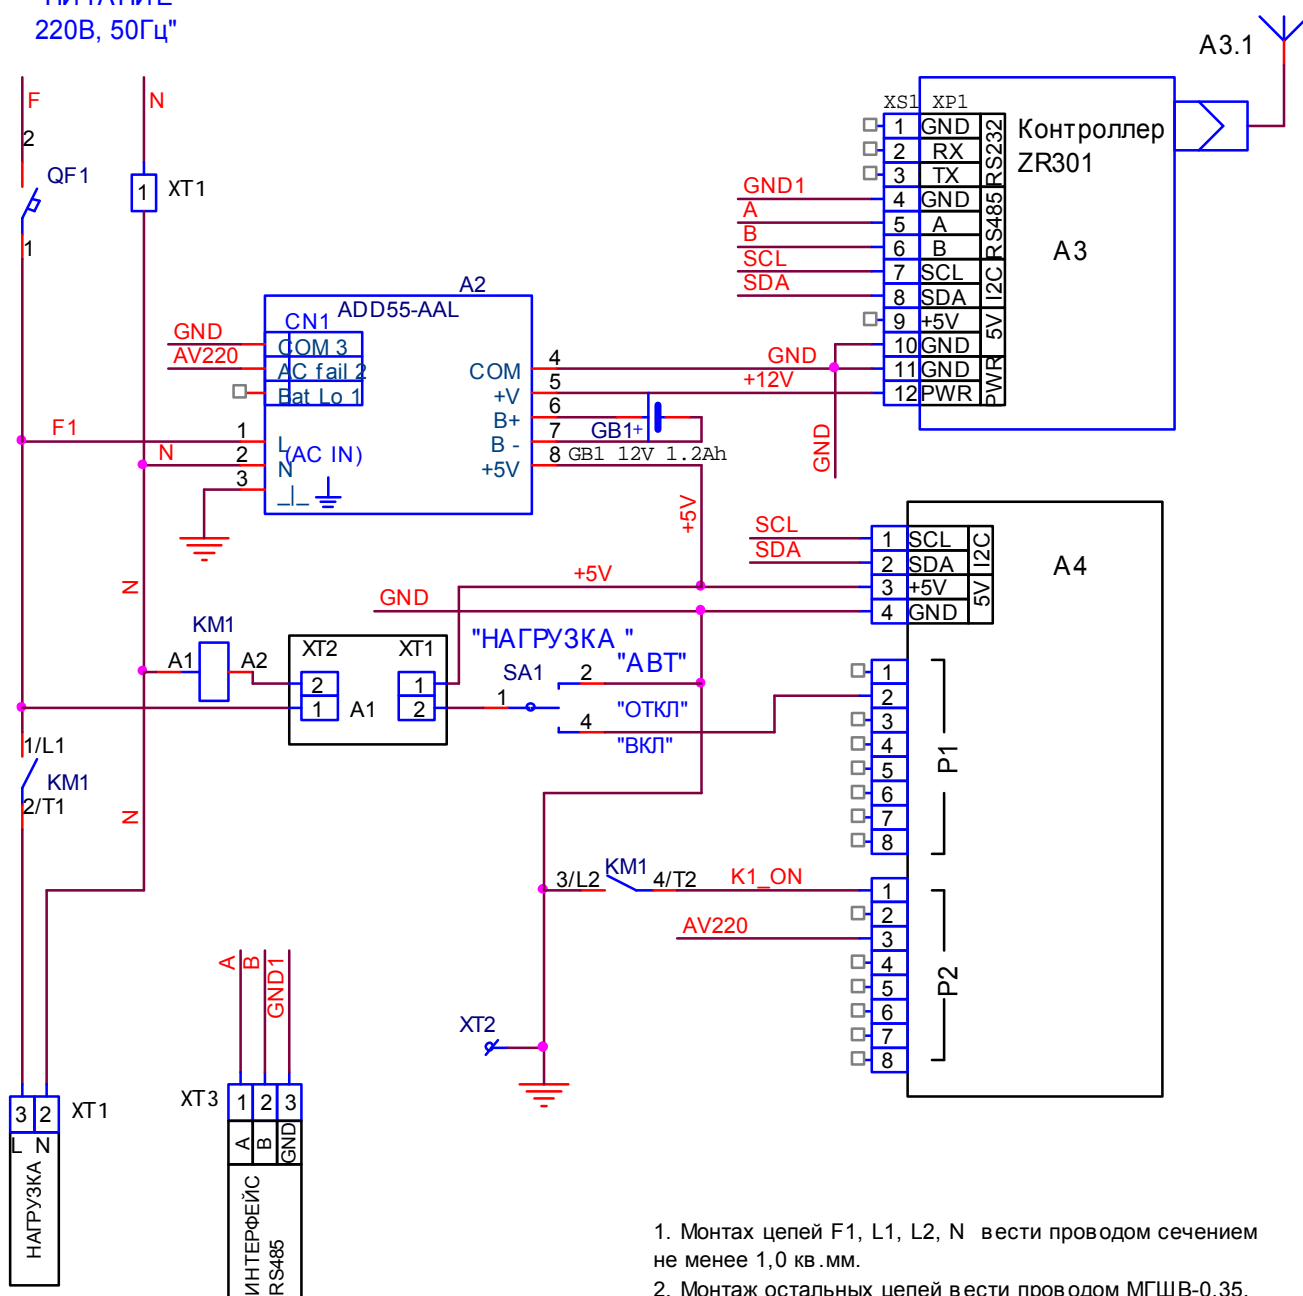 220В, 50Гц"
F
N
2
QF1
1
XT1
1
A3.1
XS1 XP1
1 GND
2 RX
3 TX
RS232
4 GND
5 A
6 B
RS485
7 SCL
8 SDA
I2C
9 +5V
10 GND
5V
11 GND
12 PWR
PWR
Контроллер
ZR301
A3
GND1
A
B
SCL
SDA
GND
+12V
GND
A2
ADD55-AAL
CN1
COM 3
AC fail 2
Bat Lo 1
GND
AV220
F1
N
1
2
3
L
(AC IN)
N
_|_
COM
+V
B+
B -
+5V
4
5
6
7
8
GB1+
GB1 12V 1.2Ah
+5V
SCL
SDA
+5V
GND
1 SCL
2 SDA
I2C
3 +5V
4 GND
5V
A4
N
KM1
A1
A2
XT2
XT1
2
1
A1
1
2
"НАГРУЗКА "
SA1
1
2
"АВТ"
"ОТКЛ"
4
"ВКЛ"
1
2
3
4
5
6
7
8
P1
1/L1
KM1
2/T1
N
3/L2
KM1
4/T2
K1_ON
AV220
1
2
3
4
5
6
7
8
P2
XT2
A
B
GND1
XT3
1 2 3
A
B
GND
ИНТЕРФЕЙС
RS485
3 2
XT1
L N
НАГРУЗКА
1. Монтах цепей F1, L1, L2, N вести проводом сечением
не менее 1,0 кв.мм.
2. Монтаж остальных цепей вести проводом МГШВ-0,35.